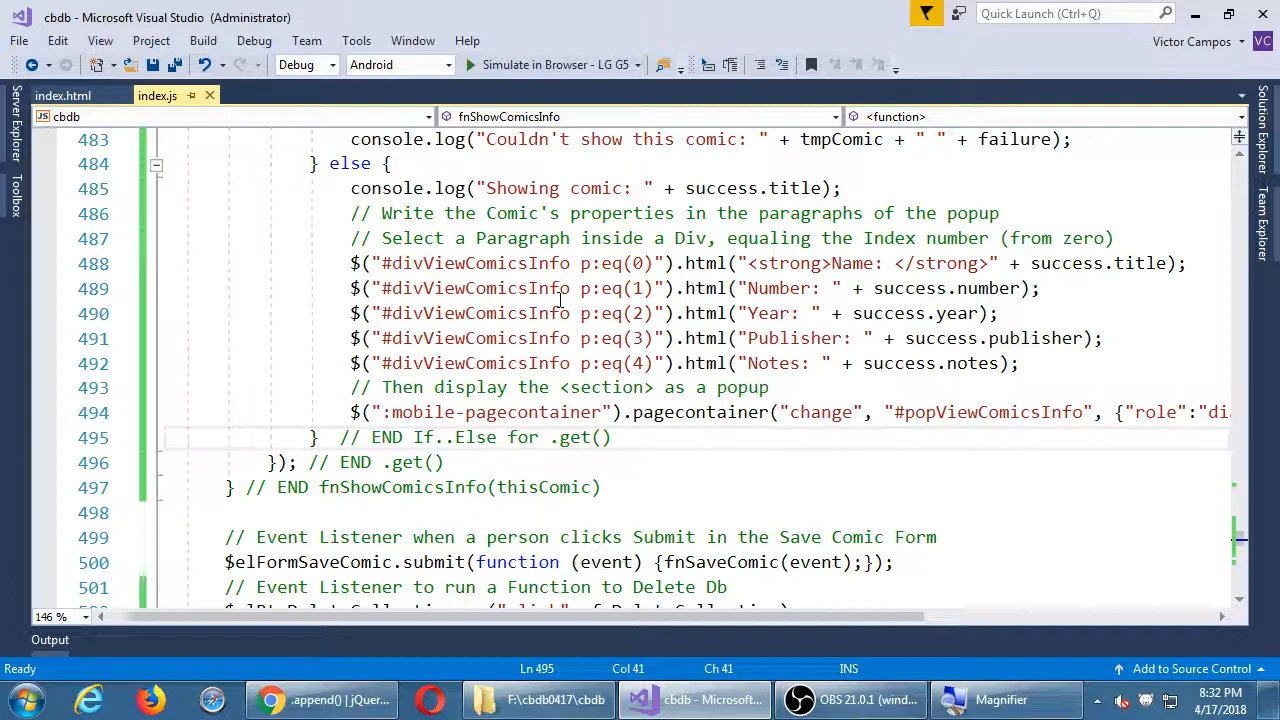 cbdb - Microsoft Visual Studio (Administrator)
Quick Launch (Ctrl+Q)
File Edit View Project Build Debug Team Tools Window Help
Victor Campos VC
Debug Android Simulate in Browser - LG G5
index.html index.js
cbdb fnShowComicsInfo <function>
Server Explorer
Toolbox
Solution Explorer
Team Explorer
483 console.log("Couldn't show this comic: " + tmpComic + " " + failure);
484 } else {
485 console.log("Showing comic: " + success.title);
486 // Write the Comic's properties in the paragraphs of the popup
487 // Select a Paragraph inside a Div, equaling the Index number (from zero)
488 $("#divViewComicsInfo p:eq(0)").html("<strong>Name: </strong>" + success.title);
489 $("#divViewComicsInfo p:eq(1)").html("Number: " + success.number);
490 $("#divViewComicsInfo p:eq(2)").html("Year: " + success.year);
491 $("#divViewComicsInfo p:eq(3)").html("Publisher: " + success.publisher);
492 $("#divViewComicsInfo p:eq(4)").html("Notes: " + success.notes);
493 // Then display the <section> as a popup
494 $(":mobile-pagecontainer").pagecontainer("change", "#popViewComicsInfo", {"role":"di
495 } // END If..Else for .get()
496 }); // END .get()
497 } // END fnShowComicsInfo(thisComic)
498
499 // Event Listener when a person clicks Submit in the Save Comic Form
500 $elFormSaveComic.submit(function (event) {fnSaveComic(event);});
501 // Event Listener to run a Function to Delete Db
146 %
Output
Ready Ln 495 Col 41 Ch 41 INS Add to Source Control
.append() | jQuer... F:\cbdb0417\cbdb cbdb - Microsoft... OBS 21.0.1 (wind... Magnifier
8:32 PM
4/17/2018